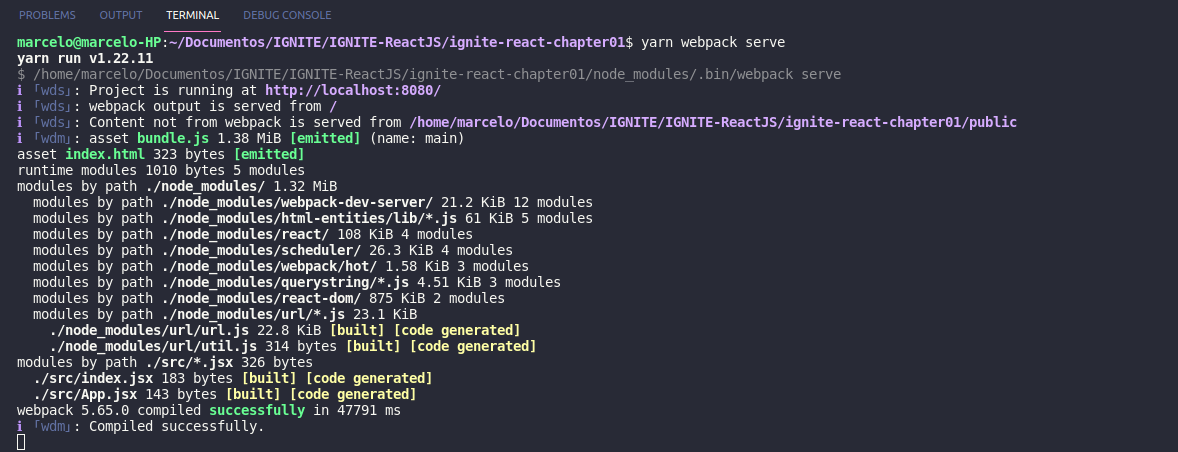 PROBLEMS OUTPUT TERMINAL DEBUG CONSOLE
marcelo@marcelo-HP:~/Documentos/IGNITE/IGNITE-ReactJS/ignite-react-chapter01$ yarn webpack serve
yarn run v1.22.11
$ /home/marcelo/Documentos/IGNITE/IGNITE-ReactJS/ignite-react-chapter01/node_modules/.bin/webpack serve
ℹ ｢wds｣: Project is running at http://localhost:8080/
ℹ ｢wds｣: webpack output is served from /
ℹ ｢wds｣: Content not from webpack is served from /home/marcelo/Documentos/IGNITE/IGNITE-ReactJS/ignite-react-chapter01/public
ℹ ｢wdm｣: asset bundle.js 1.38 MiB [emitted] (name: main)
asset index.html 323 bytes [emitted]
runtime modules 1010 bytes 5 modules
modules by path ./node_modules/ 1.32 MiB
  modules by path ./node_modules/webpack-dev-server/ 21.2 KiB 12 modules
  modules by path ./node_modules/html-entities/lib/*.js 61 KiB 5 modules
  modules by path ./node_modules/react/ 108 KiB 4 modules
  modules by path ./node_modules/scheduler/ 26.3 KiB 4 modules
  modules by path ./node_modules/webpack/hot/ 1.58 KiB 3 modules
  modules by path ./node_modules/querystring/*.js 4.51 KiB 3 modules
  modules by path ./node_modules/react-dom/ 875 KiB 2 modules
  modules by path ./node_modules/url/*.js 23.1 KiB
    ./node_modules/url/url.js 22.8 KiB [built] [code generated]
    ./node_modules/url/util.js 314 bytes [built] [code generated]
modules by path ./src/*.jsx 326 bytes
  ./src/index.jsx 183 bytes [built] [code generated]
  ./src/App.jsx 143 bytes [built] [code generated]
webpack 5.65.0 compiled successfully in 47791 ms
ℹ ｢wdm｣: Compiled successfully.